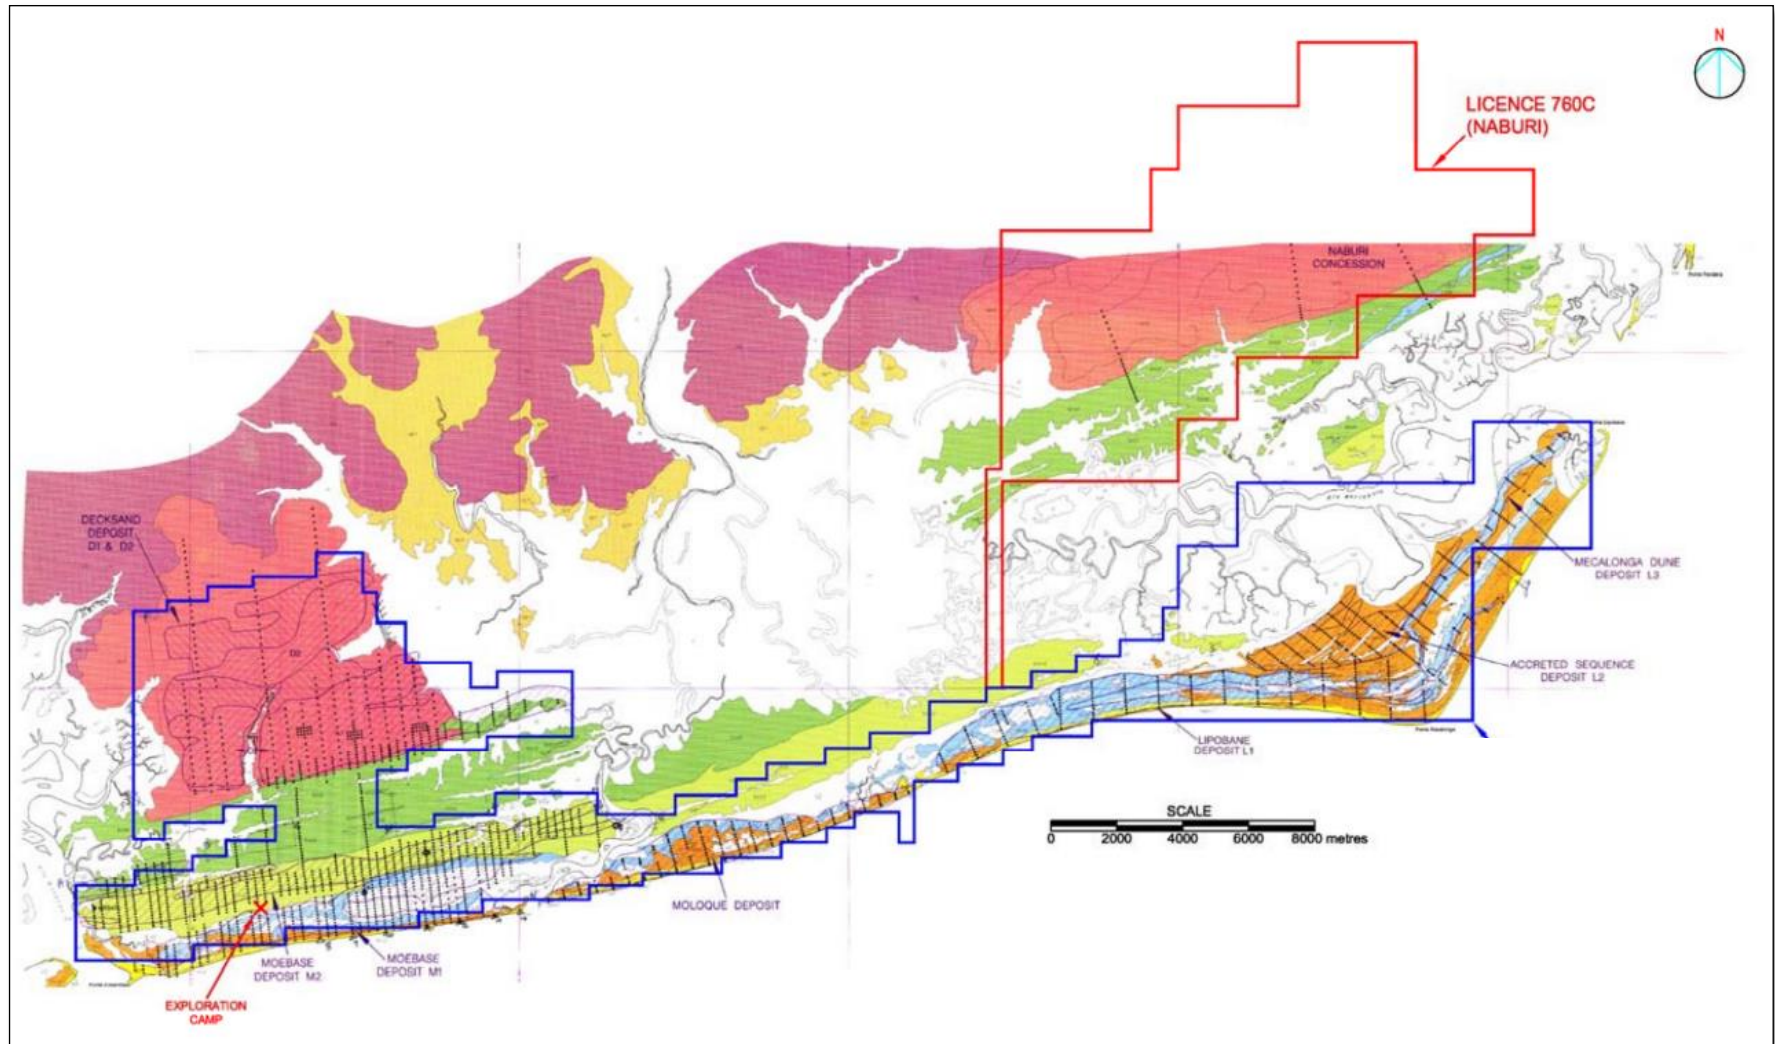 N
LICENCE 760C
(NABURI)
NABURI
CONCESSION
DECKSAND
DEPOSIT
D1 & D2
D2
MECALONGA DUNE
DEPOSIT L3
ACCRETED SEQUENCE
DEPOSIT L2
LIPOBANE
DEPOSIT L1
SCALE
0 2000 4000 6000 8000 metres
MOLOQUE DEPOSIT
MOEBASE
DEPOSIT M2
MOEBASE
DEPOSIT M1
EXPLORATION
CAMP